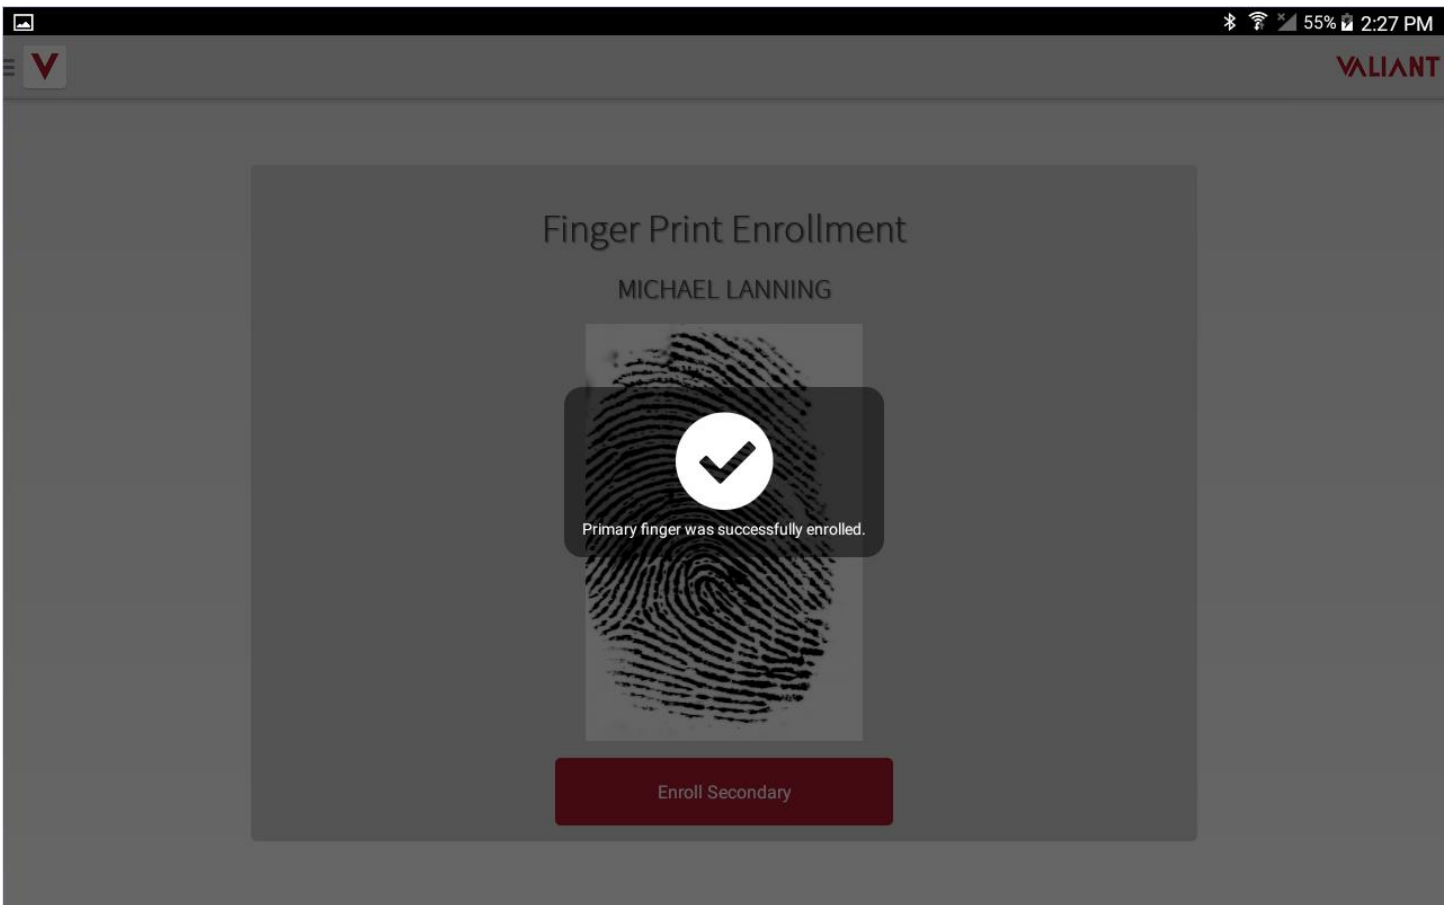 55% 2:27 PM
V VALIANT
Finger Print Enrollment
MICHAEL LANNING
Primary finger was successfully enrolled.
Enroll Secondary